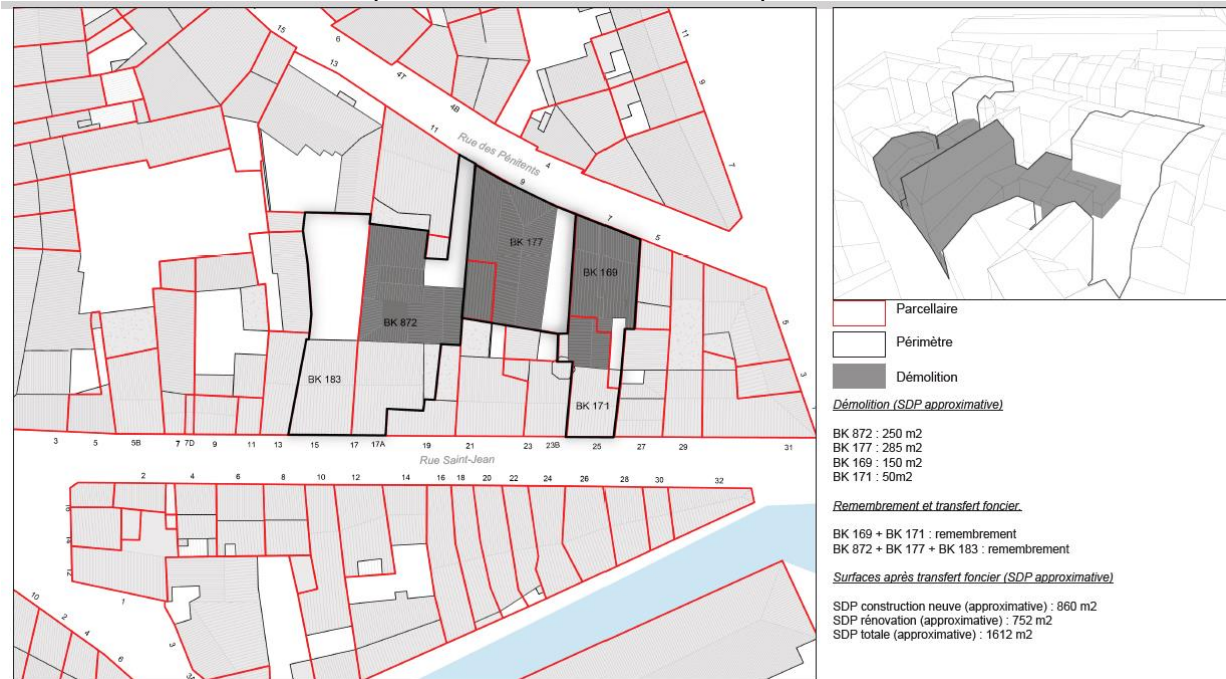 15
6
13
4T
11
4B
Rue des Pénitents
11
9
7
4
9
7
5
BK 177
BK 169
BK 872
BK 183
BK 171
5
3
3
5
5B
7
7D
9
11
13
15
17
17A
19
21
23
23B
25
27
29
31
Rue Saint-Jean
2
4
6
8
10
12
14
16
18
20
22
24
26
28
30
32
14
12
1
3
10
2
4
6
3A
Parcellaire
Périmètre
Démolition
Démolition (SDP approximative)
BK 872 : 250 m2
BK 177 : 285 m2
BK 169 : 150 m2
BK 171 : 50m2
Remembrement et transfert foncier.
BK 169 + BK 171 : remembrement
BK 872 + BK 177 + BK 183 : remembrement
Surfaces après transfert foncier (SDP approximative)
SDP construction neuve (approximative) : 860 m2
SDP rénovation (approximative) : 752 m2
SDP totale (approximative) : 1612 m2